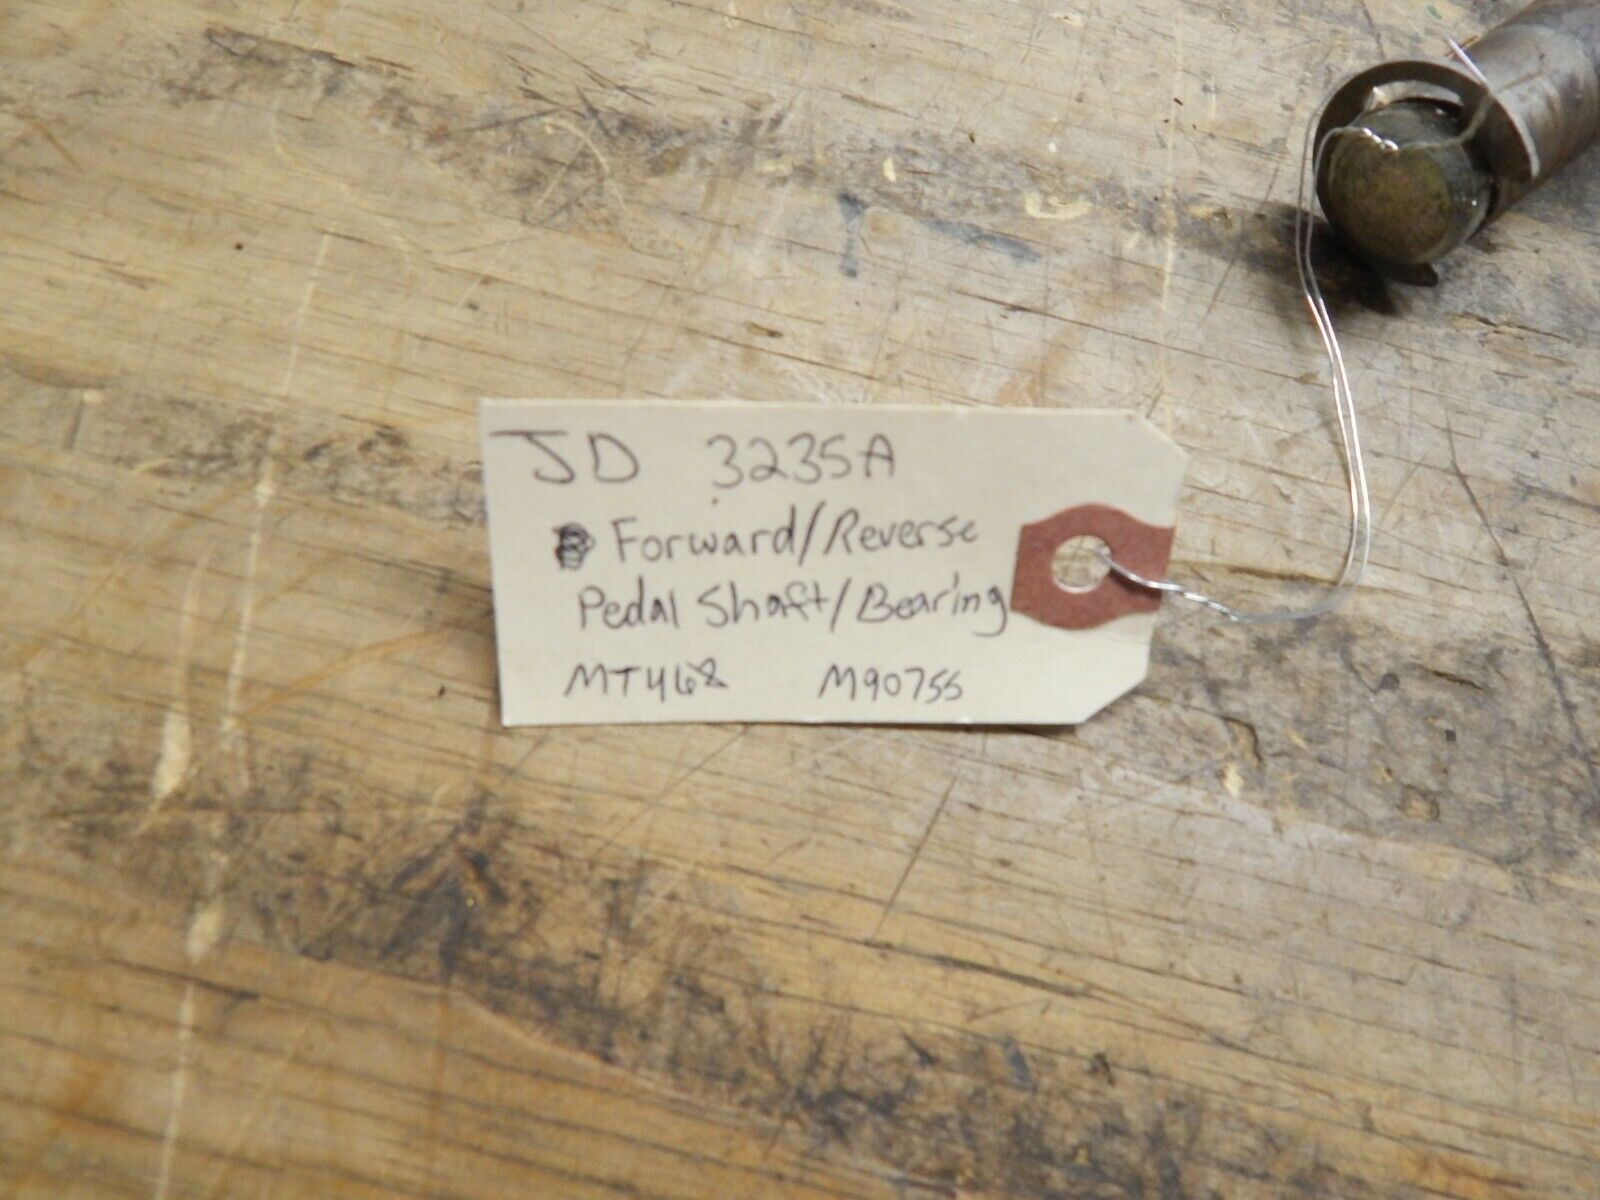 JD 3235A
Forward/Reverse
Pedal Shaft/Bearing
MT468 M90755